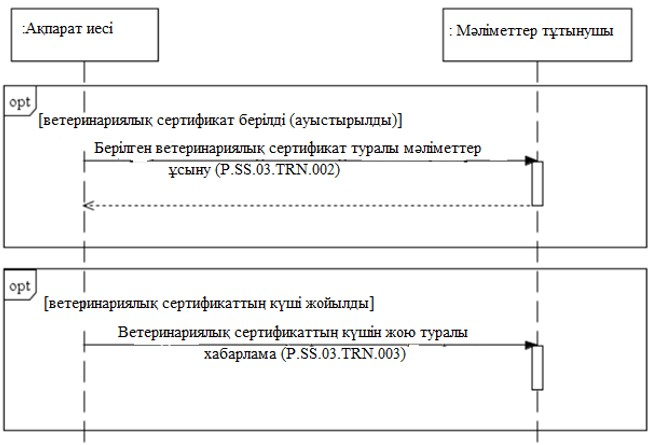 :Ақпарат иесі
: Мәліметтер тұтынушы
opt
[ветеринариялық сертификат берілді (ауыстырылды)]
Берілген ветеринариялық сертификат туралы мәліметтер
ұсыну (P.SS.03.TRN.002)
opt
[ветеринариялық сертификаттың күші жойылды]
Ветеринариялық сертификаттың күшін жою туралы
хабарлама (P.SS.03.TRN.003)